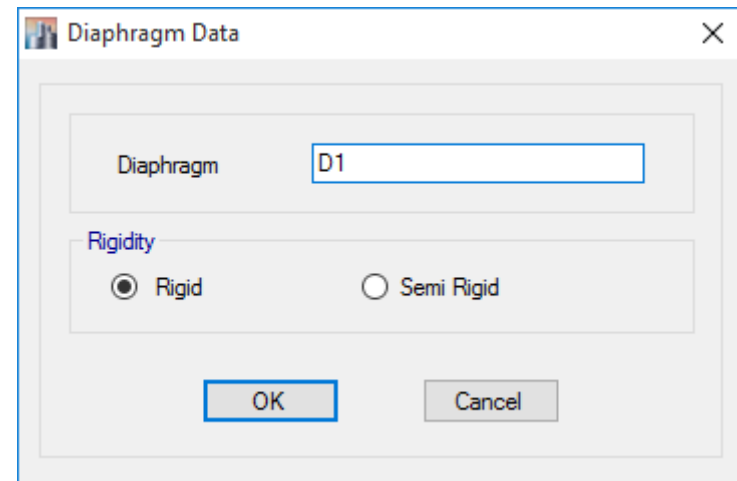 Diaphragm Data
Diaphragm D1
Rigidity
Rigid Semi Rigid
OK Cancel